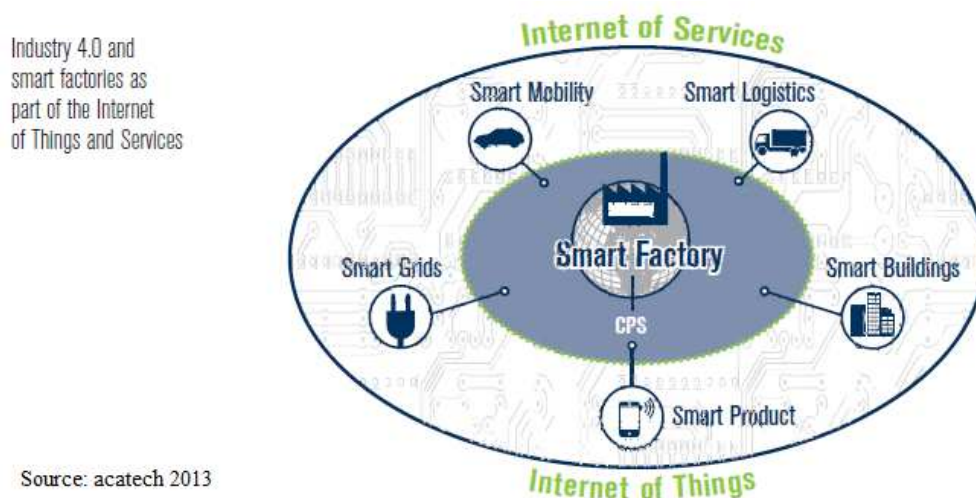 Industry 4.0 and
smart factories as
part of the Internet
of Things and Services
Internet of Services
Smart Mobility
Smart Logistics
Smart Factory
Smart Grids
Smart Buildings
CPS
Smart Product
Internet of Things
Source: acatech 2013